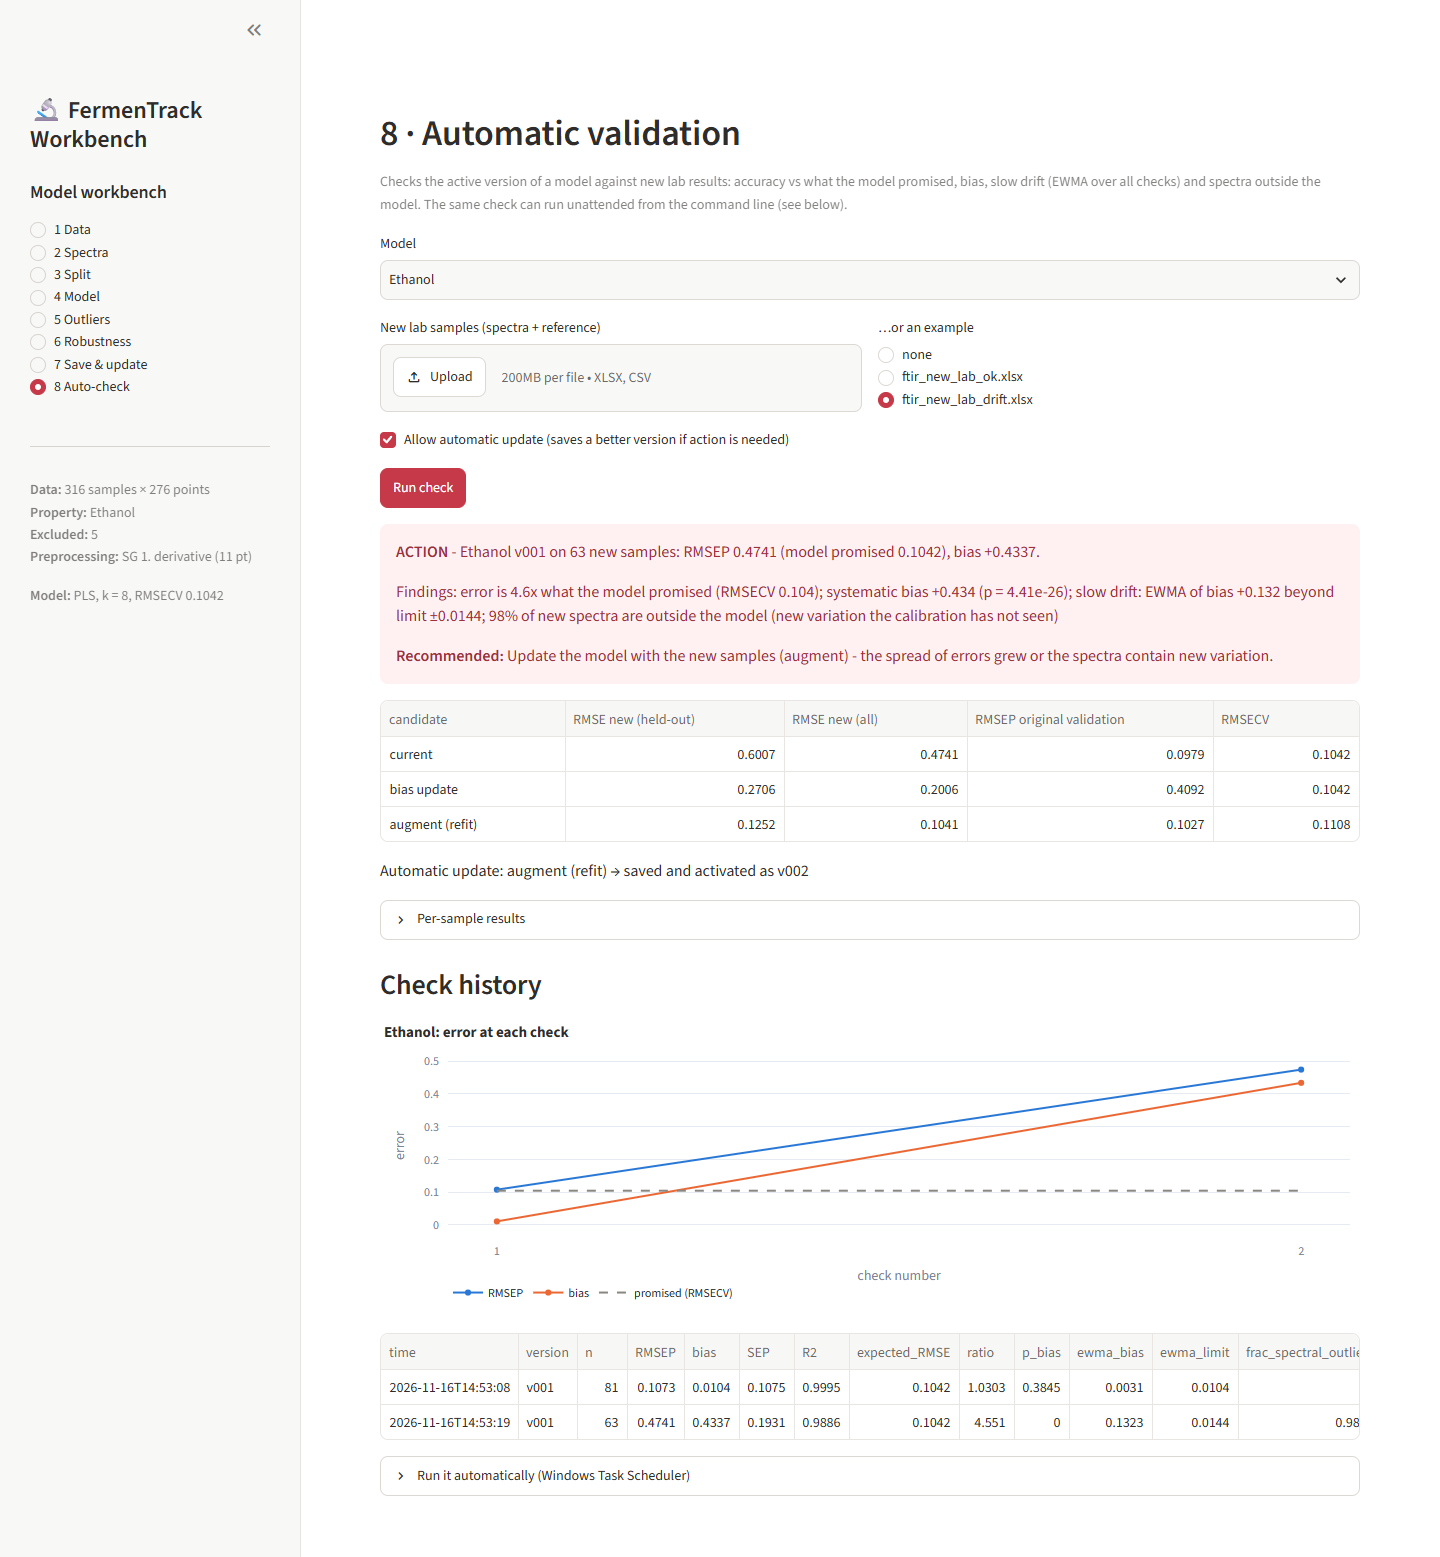 FermenTrack
Workbench
Model workbench
1 Data
2 Spectra
3 Split
4 Model
5 Outliers
6 Robustness
7 Save & update
8 Auto-check
Data: 316 samples × 276 points
Property: Ethanol
Excluded: 5
Preprocessing: SG 1. derivative (11 pt)
Model: PLS, k = 8, RMSECV 0.1042
8 · Automatic validation
Checks the active version of a model against new lab results: accuracy vs what the model promised, bias, slow drift (EWMA over all checks) and spectra outside the
model. The same check can run unattended from the command line (see below).
Model
Ethanol
New lab samples (spectra + reference)
Upload 200MB per file • XLSX, CSV
...or an example
none
ftir_new_lab_ok.xlsx
ftir_new_lab_drift.xlsx
Allow automatic update (saves a better version if action is needed)
Run check
ACTION - Ethanol v001 on 63 new samples: RMSEP 0.4741 (model promised 0.1042), bias +0.4337.
Findings: error is 4.6x what the model promised (RMSECV 0.104); systematic bias +0.434 (p = 4.41e-26); slow drift: EWMA of bias +0.132 beyond
limit ±0.0144; 98% of new spectra are outside the model (new variation the calibration has not seen)
Recommended: Update the model with the new samples (augment) - the spread of errors grew or the spectra contain new variation.
candidate RMSE new (held-out) RMSE new (all) RMSEP original validation RMSECV
current 0.6007 0.4741 0.0979 0.1042
bias update 0.2706 0.2006 0.4092 0.1042
augment (refit) 0.1252 0.1041 0.1027 0.1108
Automatic update: augment (refit) → saved and activated as v002
Per-sample results
Check history
Ethanol: error at each check
0.5
0.4
0.3
0.2
0.1
0
error
1 2
check number
RMSEP bias promised (RMSECV)
time version n RMSEP bias SEP R2 expected_RMSE ratio p_bias ewma_bias ewma_limit frac_spectral_outlie
2026-11-16T14:53:08 v001 81 0.1073 0.0104 0.1075 0.9995 0.1042 1.0303 0.3845 0.0031 0.0104
2026-11-16T14:53:19 v001 63 0.4741 0.4337 0.1931 0.9886 0.1042 4.551 0 0.1323 0.0144 0.98
Run it automatically (Windows Task Scheduler)